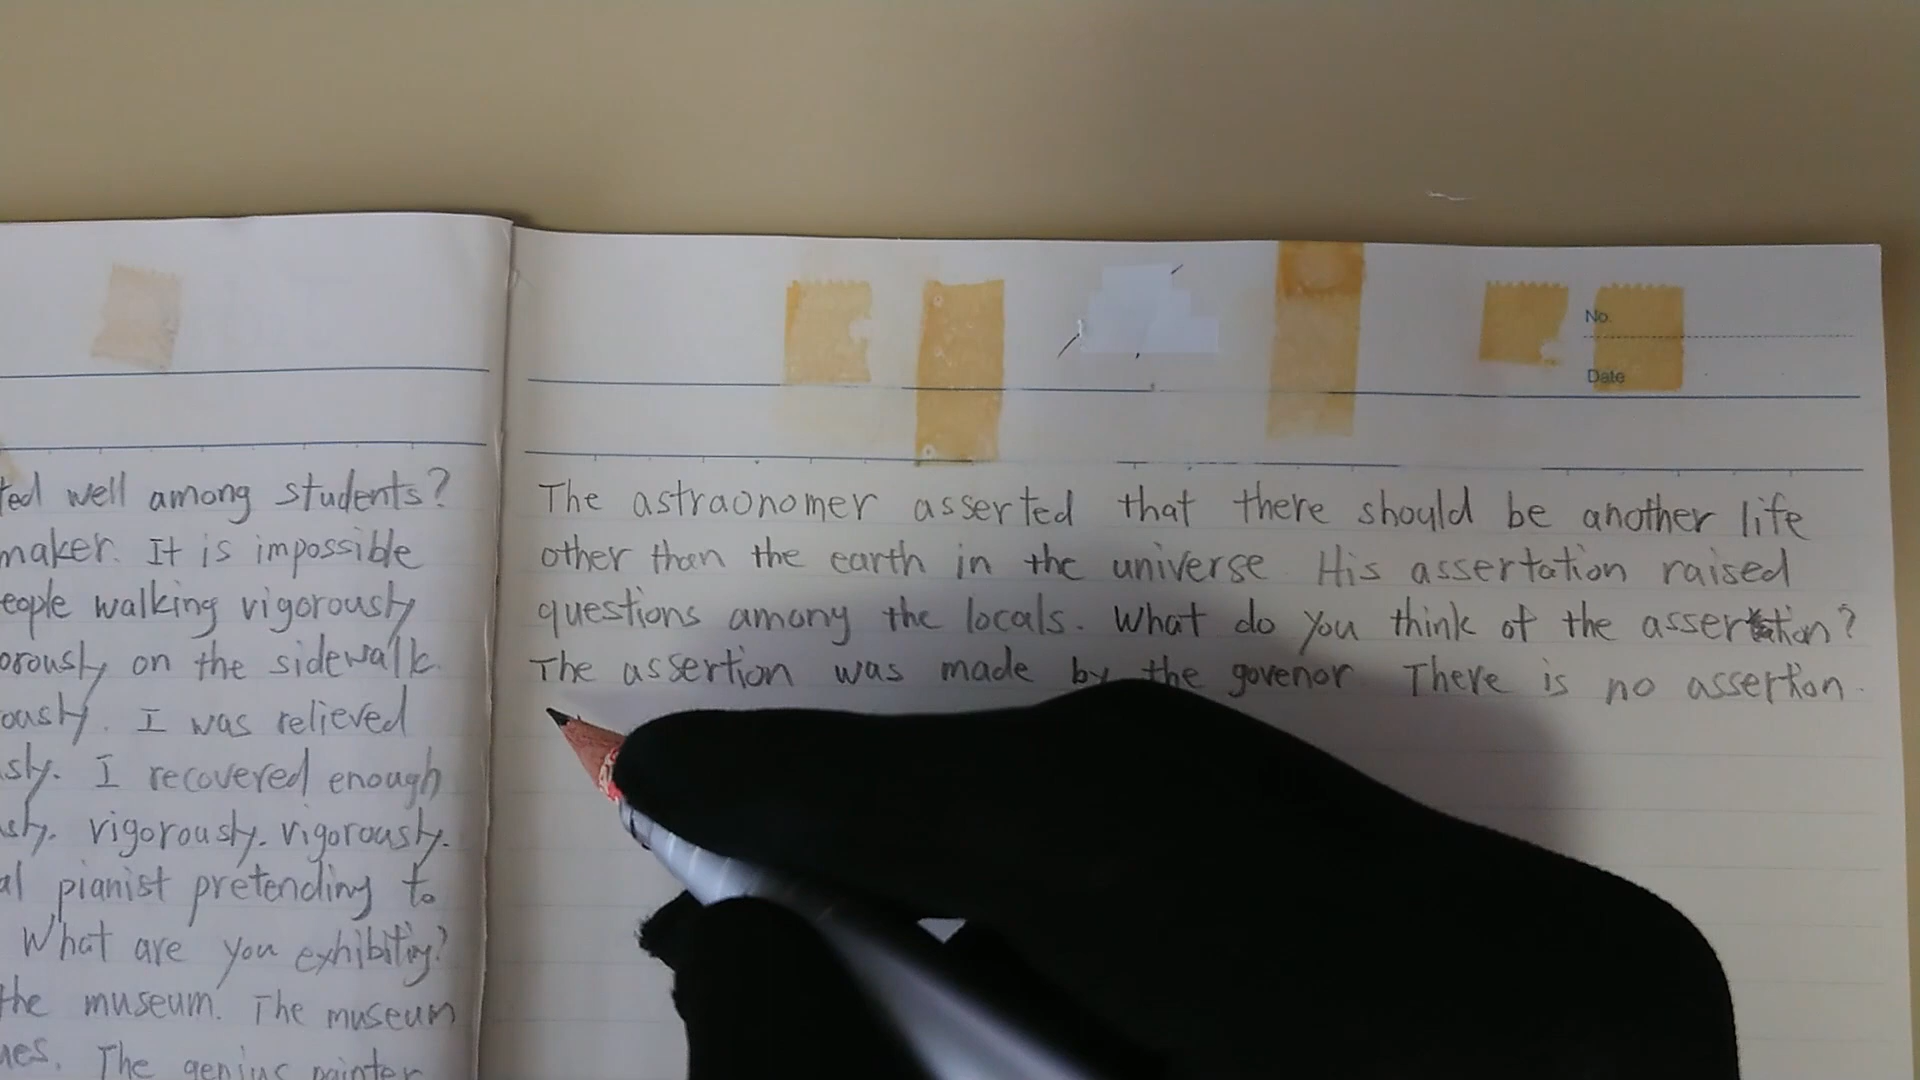 ted well among students?
maker. It is impossible
eople walking vigorously
orously on the sidewalk.
ously. I was relieved
sly. I recovered enough
sly. vigorously. vigorously.
al pianist pretending to
What are you exhibiting?
the museum. The museum
ues. The genius painter
No.
Date
The astraonomer asserted that there should be another life
other than the earth in the universe. His assertation raised
questions among the locals. What do you think of the assertion?
The assertion was made by the govenor. There is no assertion.